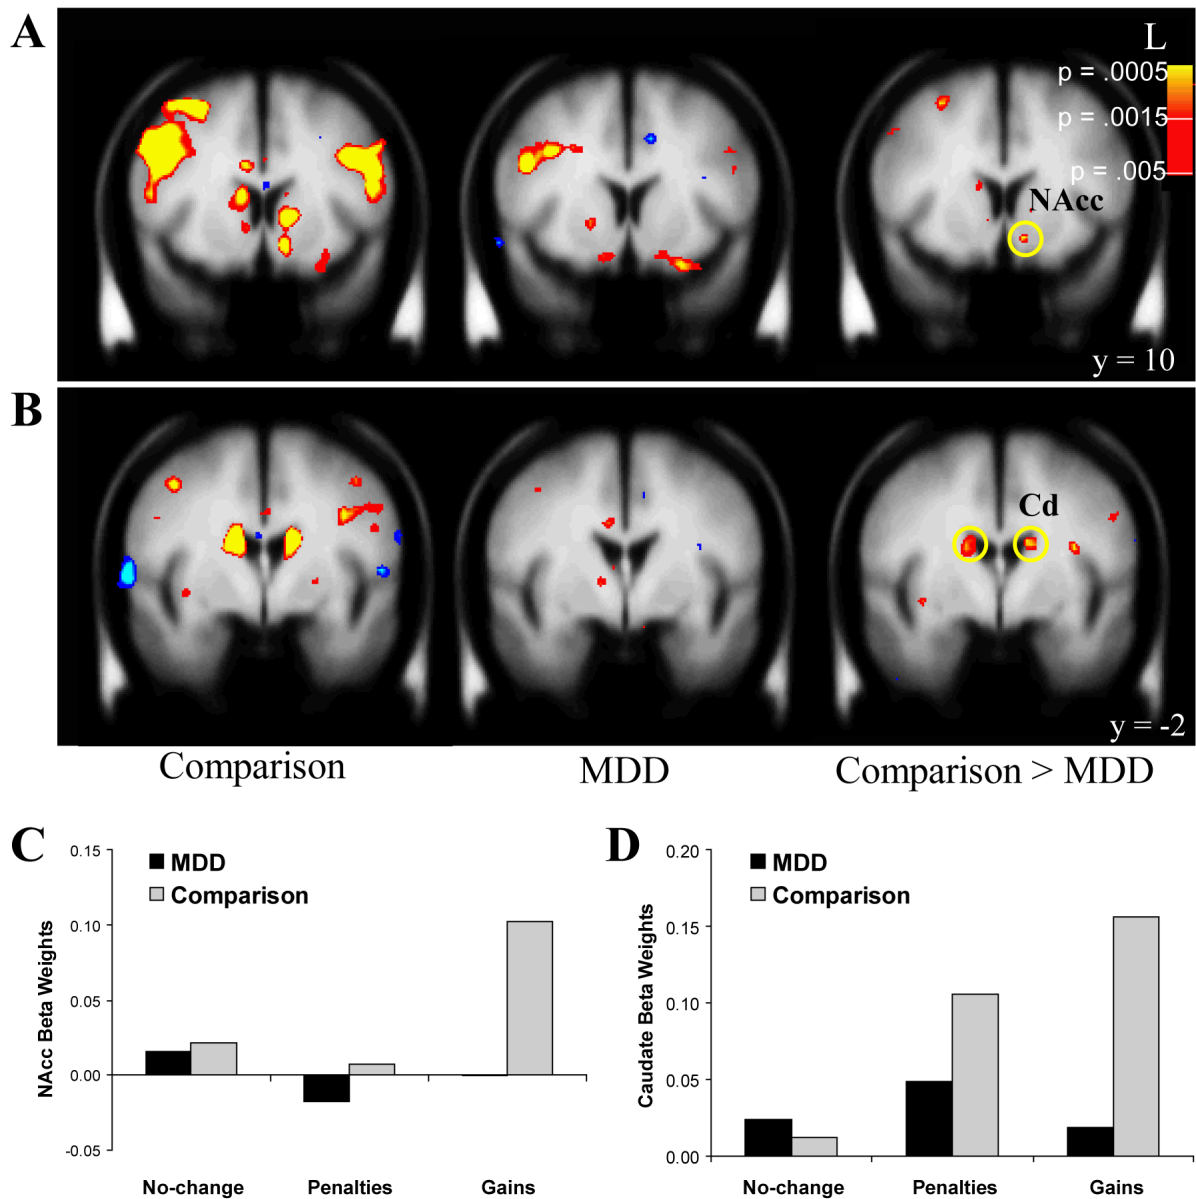 A
L
p = .0005
p = .0015
p = .005
NAcc
y = 10
B
Cd
y = -2
Comparison
MDD
Comparison > MDD
C
MDD
Comparison
NAcc Beta Weights
0.15
0.10
0.05
0.00
-0.05
No-change
Penalties
Gains
D
MDD
Comparison
Caudate Beta Weights
0.20
0.15
0.10
0.05
0.00
No-change
Penalties
Gains